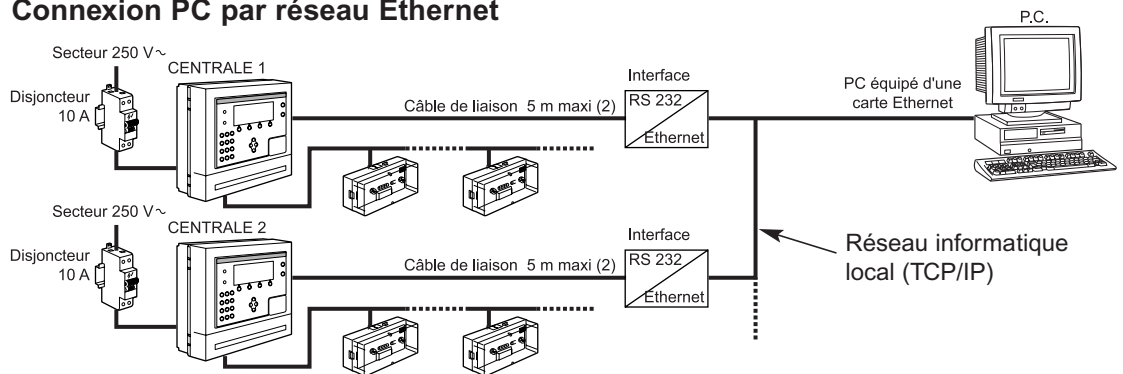 Connexion PC par réseau Ethernet
P.C.
Secteur 250 V~
CENTRALE 1
Disjoncteur
10 A
Câble de liaison 5 m maxi (2)
Interface
RS 232
Ethernet
PC équipé d'une
carte Ethernet
Secteur 250 V~
CENTRALE 2
Disjoncteur
10 A
Câble de liaison 5 m maxi (2)
Interface
RS 232
Ethernet
Réseau informatique
local (TCP/IP)